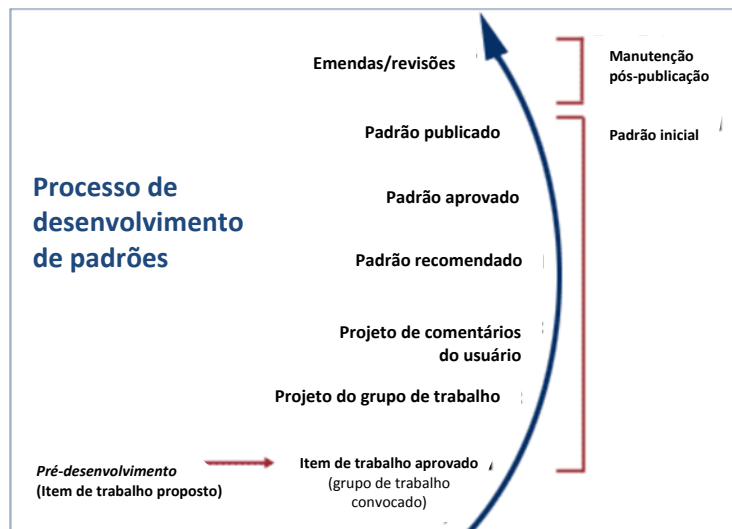 Emendas/revisões
Manutenção
pós-publicação
Padrão publicado
Padrão inicial
Processo de
desenvolvimento
de padrões
Padrão aprovado
Padrão recomendado
Projeto de comentários
do usuário
Projeto do grupo de trabalho
Pré-desenvolvimento
(Item de trabalho proposto)
Item de trabalho aprovado
(grupo de trabalho
convocado)